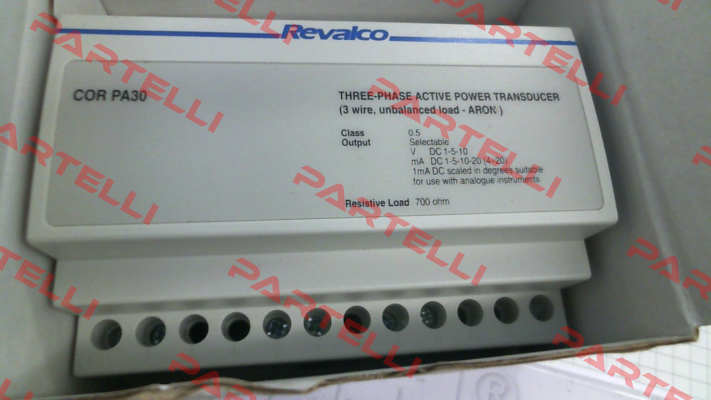 Revalco
COR PA30
THREE-PHASE ACTIVE POWER TRANSDUCER
(3 wire, unbalanced load - ARON )
Class 0.5
Output Selectable
V DC 1-5-10
mA DC 1-5-10-20 (4-20)
1mA DC scaled in degrees suitable
for use with analogue instruments
Resistive Load 700 ohm
PARTELLI
PARTELLI
PARTELLI
PARTELLI
PARTELLI
PARTELLI
PARTELLI
PARTELLI
PARTELLI